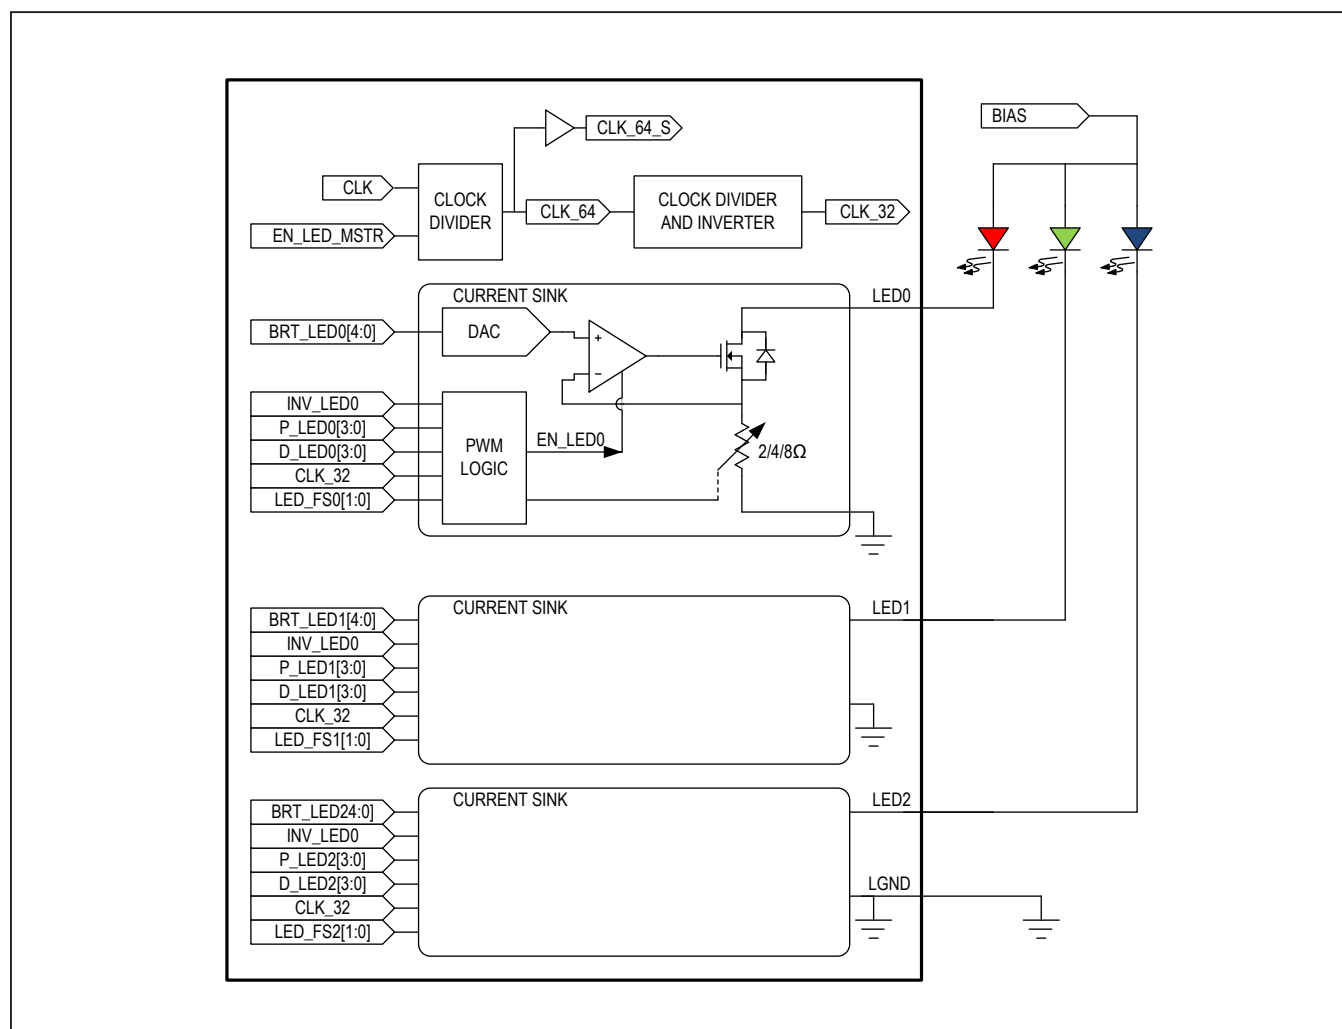 CLK_64_S
BIAS
CLK
CLOCK
DIVIDER
CLK_64
CLOCK DIVIDER
AND INVERTER
CLK_32
EN_LED_MSTR
CURRENT SINK
LED0
BRT_LED0[4:0]
DAC
+
−
INV_LED0
P_LED0[3:0]
D_LED0[3:0]
CLK_32
LED_FS0[1:0]
PWM
LOGIC
EN_LED0
2/4/8Ω
CURRENT SINK
LED1
BRT_LED1[4:0]
INV_LED0
P_LED1[3:0]
D_LED1[3:0]
CLK_32
LED_FS1[1:0]
CURRENT SINK
LED2
BRT_LED24:0]
INV_LED0
P_LED2[3:0]
D_LED2[3:0]
CLK_32
LED_FS2[1:0]
LGND